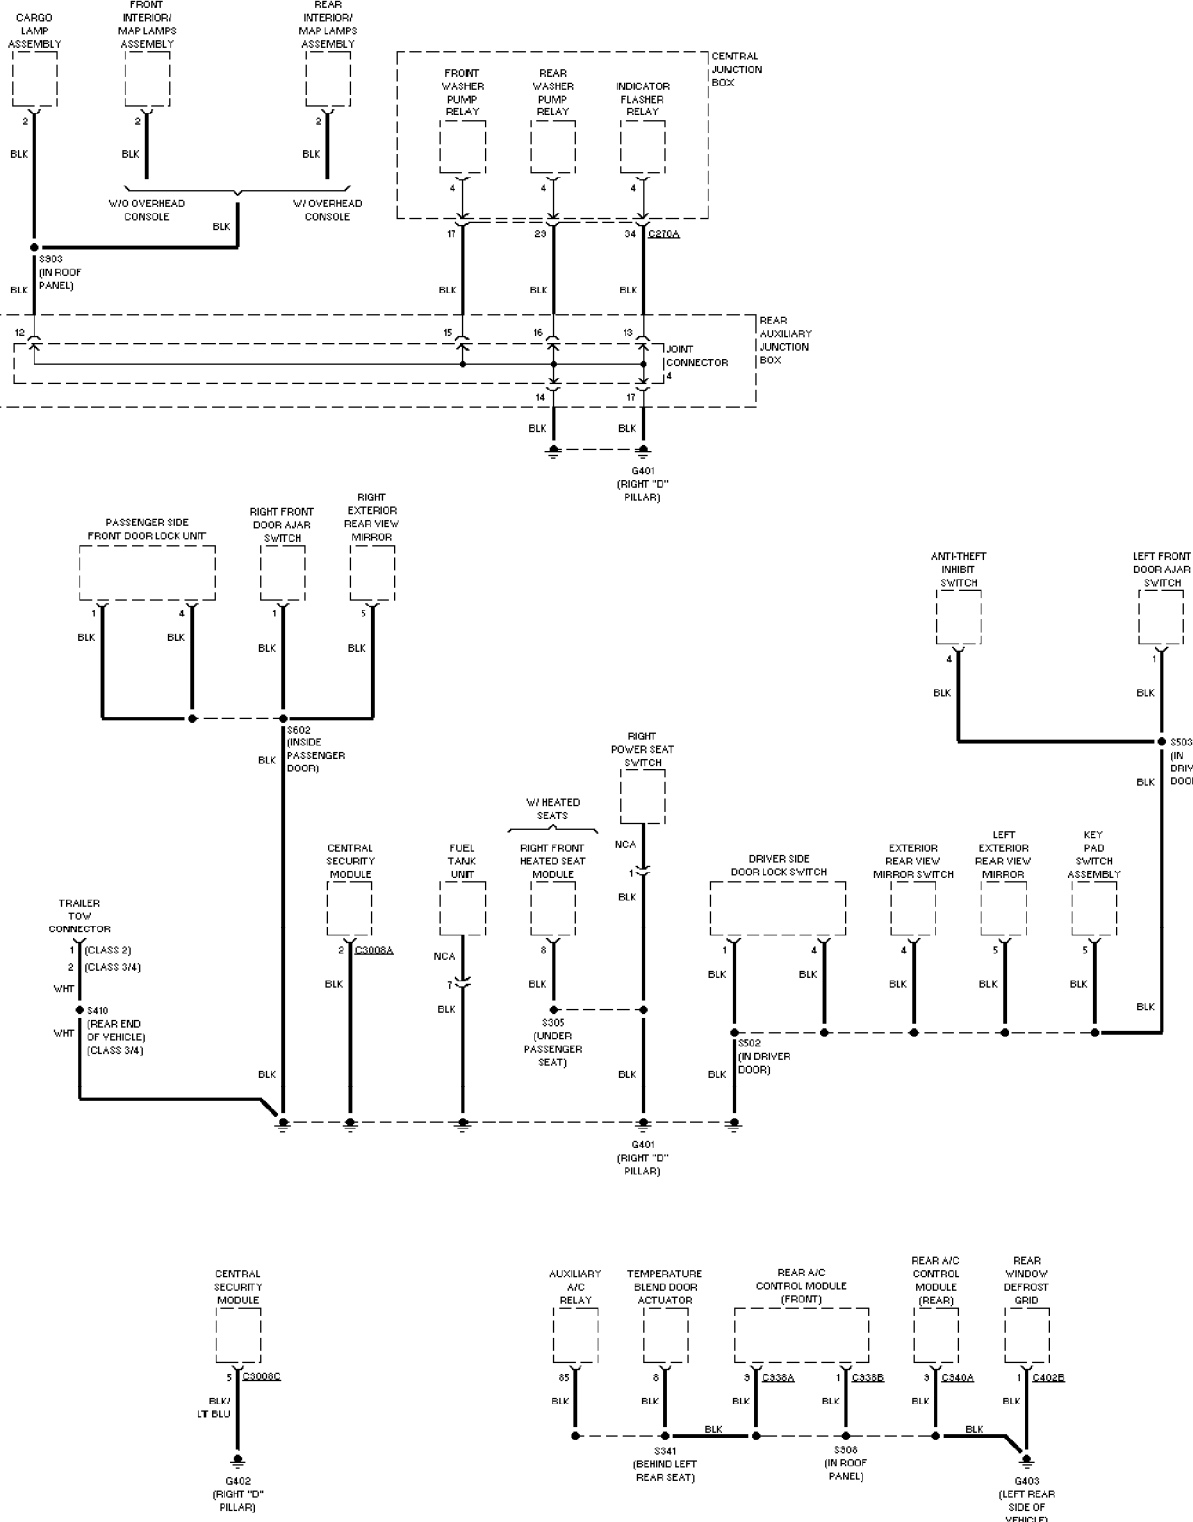 CARGO
LAMP
ASSEMBLY
FRONT
INTERIOR/
MAP LAMPS
ASSEMBLY
REAR
INTERIOR/
MAP LAMPS
ASSEMBLY
CENTRAL
JUNCTION
BOX
FRONT
WASHER
PUMP
RELAY
REAR
WASHER
PUMP
RELAY
INDICATOR
FLASHER
RELAY
2
2
2
BLK
BLK
BLK
4
4
4
W/O OVERHEAD
CONSOLE
W/ OVERHEAD
CONSOLE
BLK
17
23
34
C270A
S903
(IN ROOF
PANEL)
BLK
BLK
BLK
BLK
REAR
AUXILIARY
JUNCTION
BOX
12
15
16
13
JOINT
CONNECTOR
4
14
17
BLK
BLK
G401
(RIGHT "D"
PILLAR)
PASSENGER SIDE
FRONT DOOR LOCK UNIT
RIGHT FRONT
DOOR AJAR
SWITCH
RIGHT
EXTERIOR
REAR VIEW
MIRROR
ANTI-THEFT
INHIBIT
SWITCH
LEFT FRONT
DOOR AJAR
SWITCH
1
4
1
5
BLK
BLK
BLK
BLK
4
1
BLK
BLK
S602
(INSIDE
PASSENGER
DOOR)
BLK
RIGHT
POWER SEAT
SWITCH
S503
(IN
BLK
W/ HEATED
SEATS
NCA
1
BLK
CENTRAL
SECURITY
MODULE
FUEL
TANK
UNIT
RIGHT FRONT
HEATED SEAT
MODULE
DRIVER SIDE
DOOR LOCK SWITCH
EXTERIOR
REAR VIEW
MIRROR SWITCH
LEFT
EXTERIOR
REAR VIEW
MIRROR
KEY
PAD
SWITCH
ASSEMBLY
TRAILER
TOW
CONNECTOR
1 (CLASS 2)
2 (CLASS 3/4)
WHT
S410
(REAR END
OF VEHICLE)
(CLASS 3/4)
WHT
2
C3008A
BLK
NCA
7
BLK
8
BLK
S305
(UNDER
PASSENGER
SEAT)
1
4
4
5
5
BLK
BLK
BLK
BLK
BLK
BLK
S502
(IN DRIVER
DOOR)
BLK
BLK
BLK
G401
(RIGHT "D"
PILLAR)
CENTRAL
SECURITY
MODULE
5
C3008C
BLK/
LT BLU
G402
(RIGHT "D"
PILLAR)
AUXILIARY
A/C
RELAY
TEMPERATURE
BLEND DOOR
ACTUATOR
REAR A/C
CONTROL MODULE
(FRONT)
REAR A/C
CONTROL
MODULE
(REAR)
REAR
WINDOW
DEFROST
GRID
85
8
9
C938A
1
C938B
9
C940A
1
C402B
BLK
BLK
BLK
BLK
BLK
BLK
BLK
BLK
S341
(BEHIND LEFT
REAR SEAT)
S908
(IN ROOF
PANEL)
G403
(LEFT REAR
SIDE OF
VEHICLE)